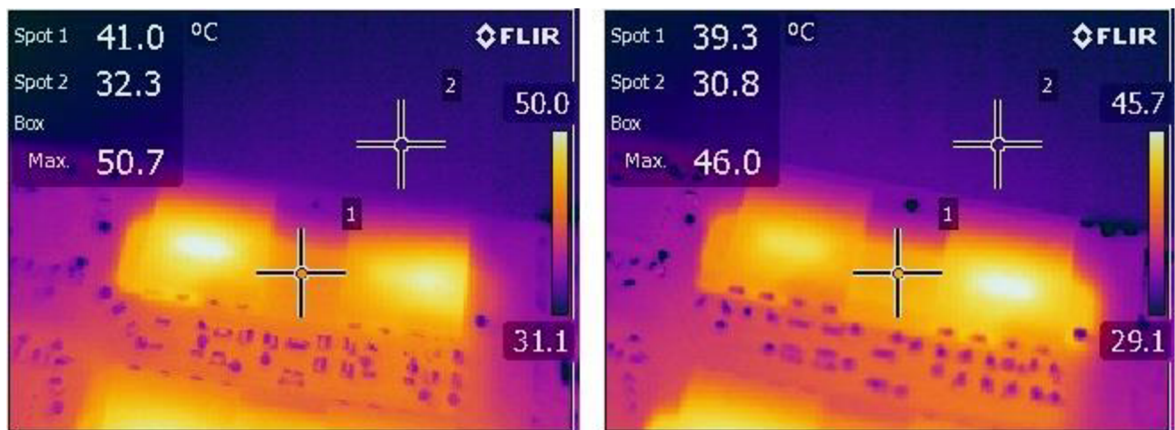 Spot 1 41.0 °C FLIR
Spot 2 32.3
2
50.0
Box
Max. 50.7
1
31.1
Spot 1 39.3 °C FLIR
Spot 2 30.8
2
45.7
Box
Max. 46.0
1
29.1